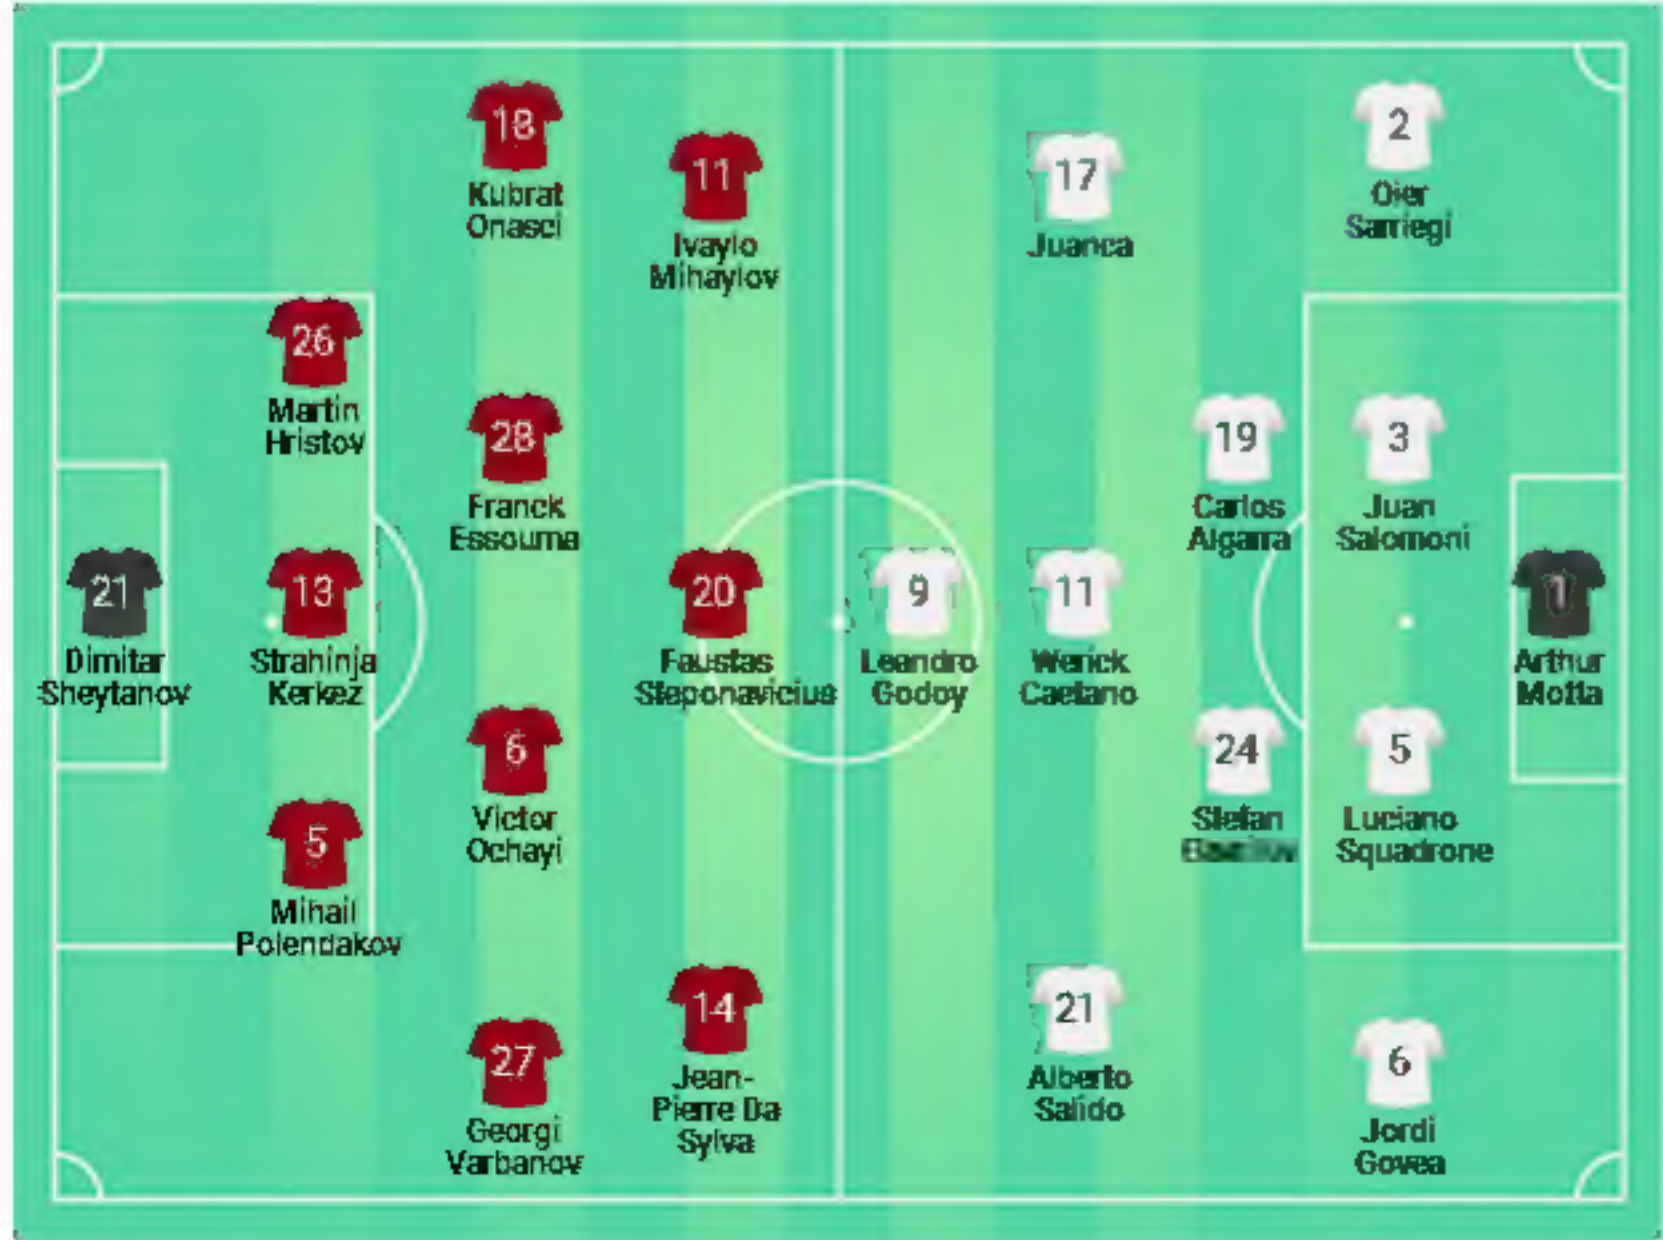 18
Kubrat
Onasci
11
Ivaylo
Mihaylov
26
Martin
Hristov
28
Franck
Essouma
21
Dimitar
Sheytanov
13
Strahinja
Kerkez
20
Faustas
Steponavicius
6
Victor
Ochayi
5
Mihail
Polendakov
27
Georgi
Varbanov
14
Jean-
Pierre Da
Sylva
17
Juanca
2
Oier
Sarriegi
19
Carlos
Algarra
3
Juan
Salomoni
9
Leandro
Godoy
11
Werick
Caetano
1
Arthur
Motta
24
Stefan
5
Luciano
Squadrone
21
Alberto
Salido
6
Jordi
Govea